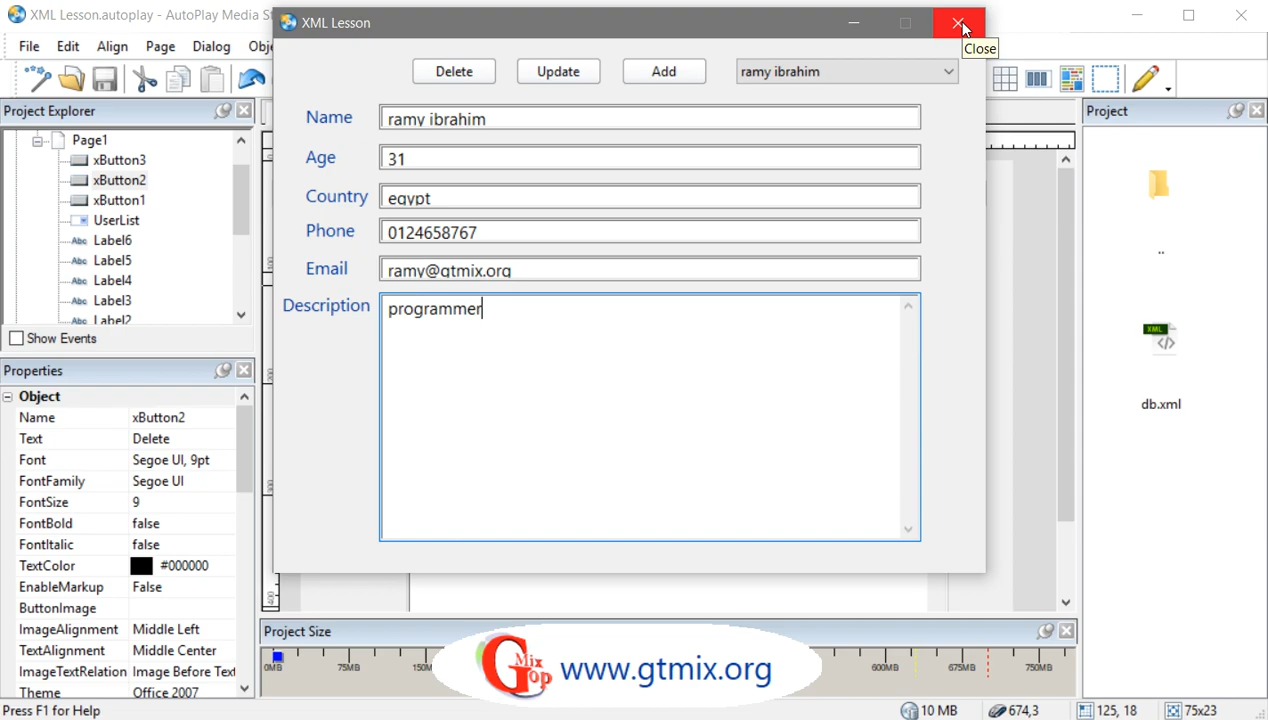 XML Lesson.autoplay - AutoPlay Media St
XML Lesson
Close
File Edit Align Page Dialog Obje
Delete Update Add ramy ibrahim
Project Explorer
Project
Page1
xButton3
xButton2
xButton1
UserList
Label6
Label5
Label4
Label3
Label2
Show Events
Name ramy ibrahim
Age 31
Country egypt
Phone 0124658767
Email ramy@gtmix.org
Description programmer
..
XML
db.xml
Properties
Object
Name xButton2
Text Delete
Font Segoe UI, 9pt
FontFamily Segoe UI
FontSize 9
FontBold false
FontItalic false
TextColor #000000
EnableMarkup False
ButtonImage
ImageAlignment Middle Left
TextAlignment Middle Center
ImageTextRelation Image Before Text
Theme Office 2007
Project Size
0MB 75MB 150M 600MB 675MB 750MB
G Mix Top www.gtmix.org
Press F1 for Help 10 MB 674,3 125, 18 75x23